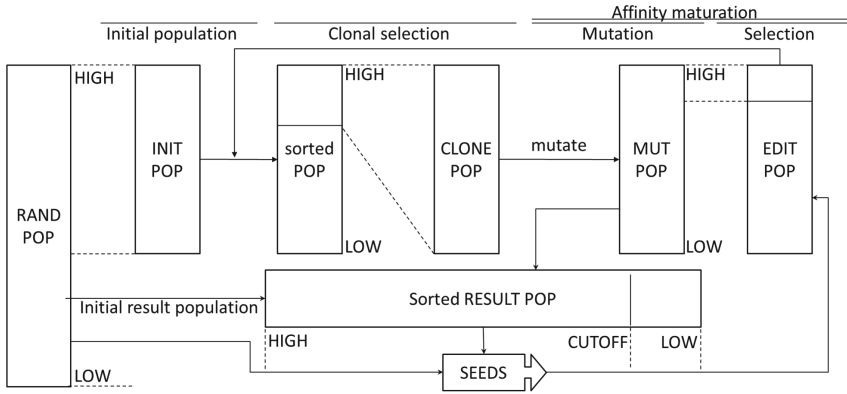 Affinity maturation
Initial population
Clonal selection
Mutation
Selection
HIGH
HIGH
HIGH
INIT
POP
sorted
POP
CLONE
POP
mutate
MUT
POP
EDIT
POP
RAND
POP
LOW
LOW
Initial result population
Sorted RESULT POP
HIGH
CUTOFF
LOW
SEEDS
LOW